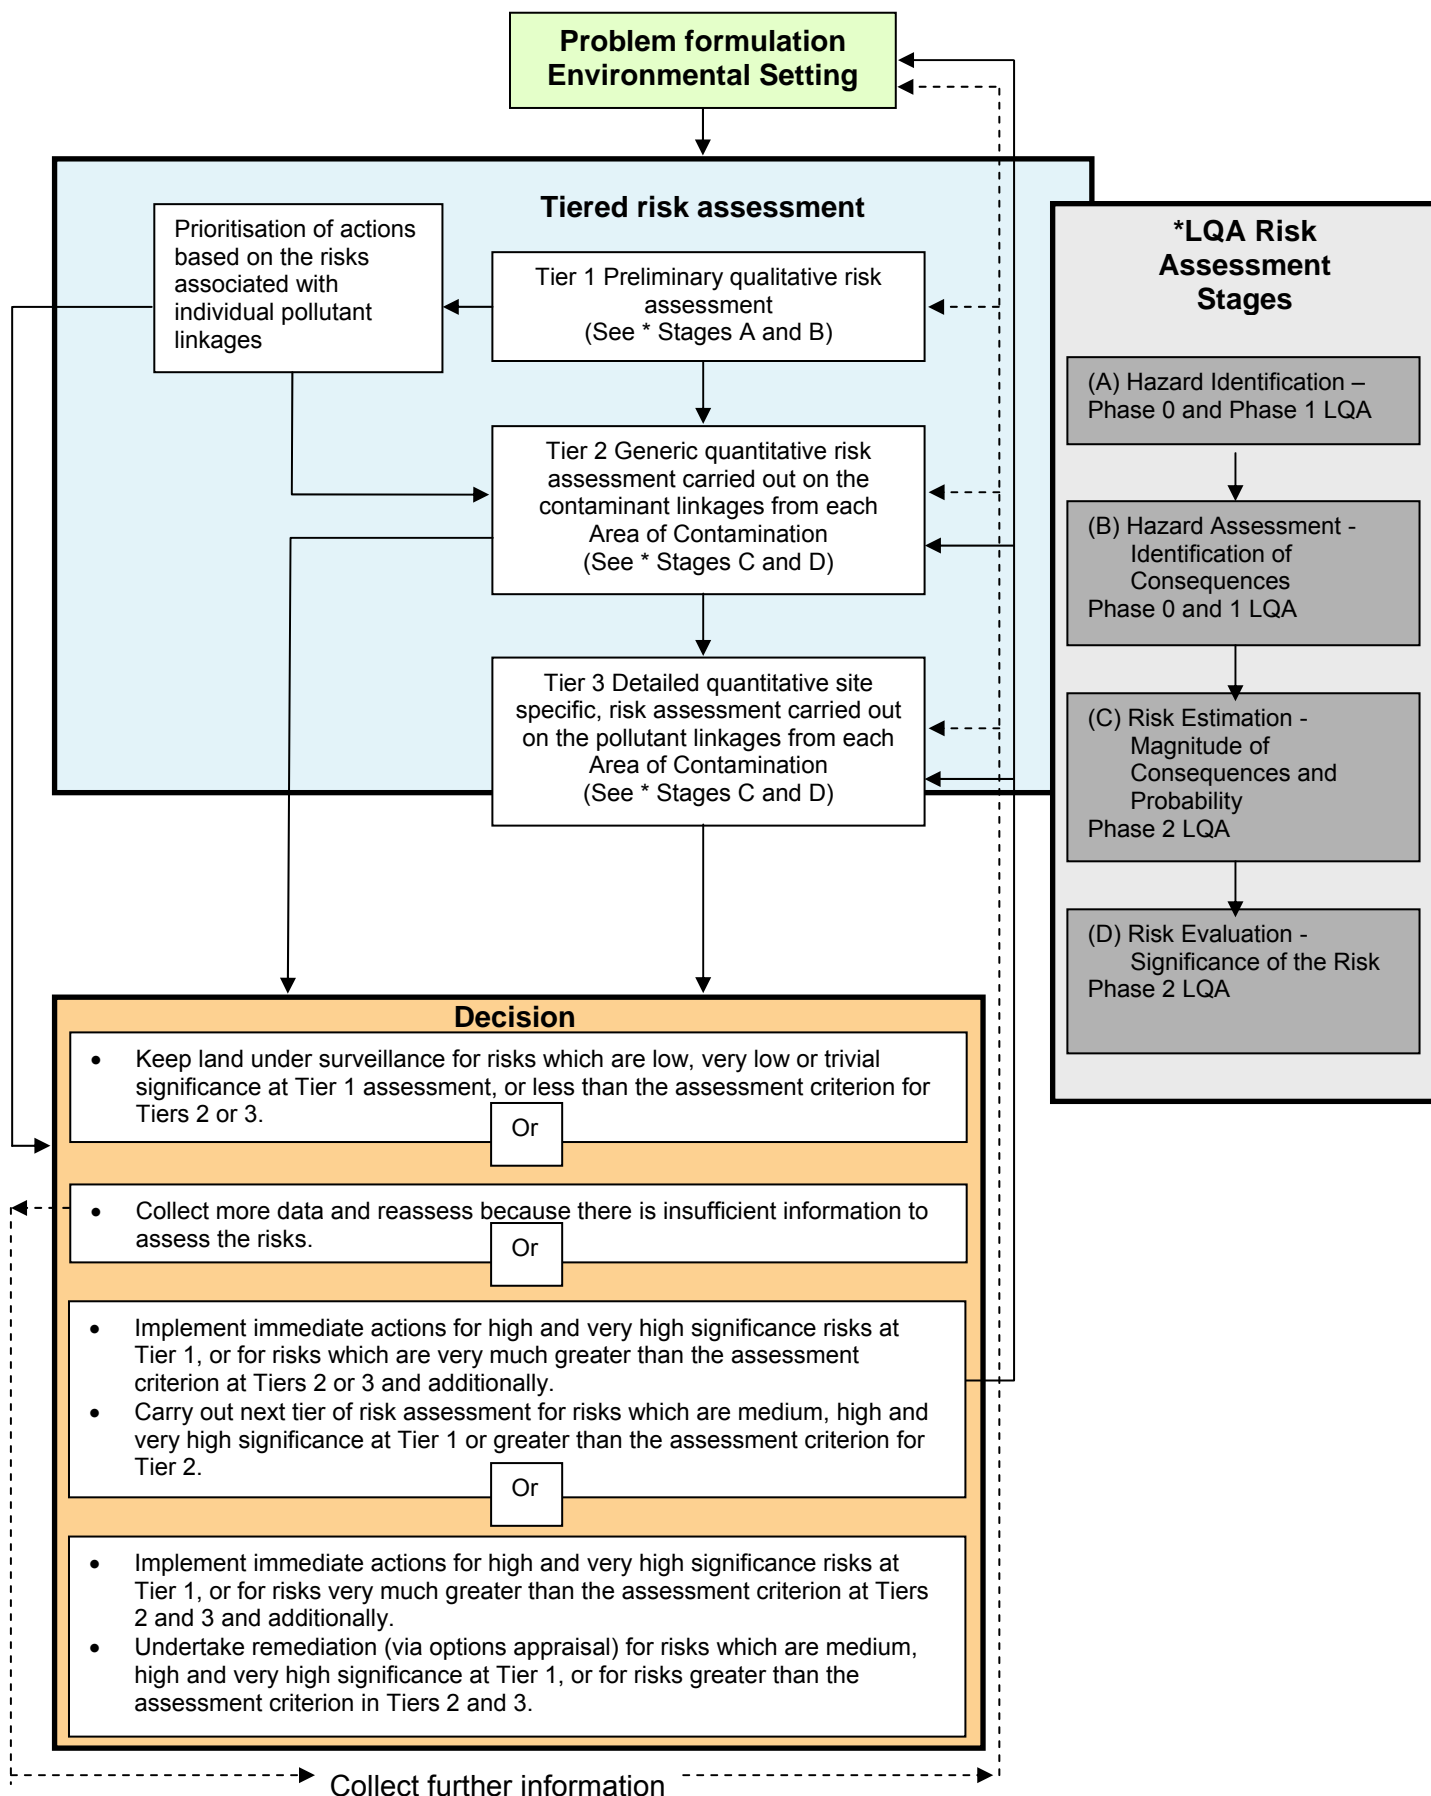 Problem formulation
Environmental Setting
Tiered risk assessment
Prioritisation of actions
based on the risks
associated with
individual pollutant
linkages
Tier 1 Preliminary qualitative risk
assessment
(See * Stages A and B)
Tier 2 Generic quantitative risk
assessment carried out on the
contaminant linkages from each
Area of Contamination
(See * Stages C and D)
Tier 3 Detailed quantitative site
specific, risk assessment carried out
on the pollutant linkages from each
Area of Contamination
(See * Stages C and D)
*LQA Risk
Assessment
Stages
(A) Hazard Identification –
Phase 0 and Phase 1 LQA
(B) Hazard Assessment -
Identification of
Consequences
Phase 0 and 1 LQA
(C) Risk Estimation -
Magnitude of
Consequences and
Probability
Phase 2 LQA
(D) Risk Evaluation -
Significance of the Risk
Phase 2 LQA
Decision
• Keep land under surveillance for risks which are low, very low or trivial
significance at Tier 1 assessment, or less than the assessment criterion for
Tiers 2 or 3.
Or
• Collect more data and reassess because there is insufficient information to
assess the risks.
Or
• Implement immediate actions for high and very high significance risks at
Tier 1, or for risks which are very much greater than the assessment
criterion at Tiers 2 or 3 and additionally.
• Carry out next tier of risk assessment for risks which are medium, high and
very high significance at Tier 1 or greater than the assessment criterion for
Tier 2.
Or
• Implement immediate actions for high and very high significance risks at
Tier 1, or for risks very much greater than the assessment criterion at Tiers
2 and 3 and additionally.
• Undertake remediation (via options appraisal) for risks which are medium,
high and very high significance at Tier 1, or for risks greater than the
assessment criterion in Tiers 2 and 3.
Collect further information